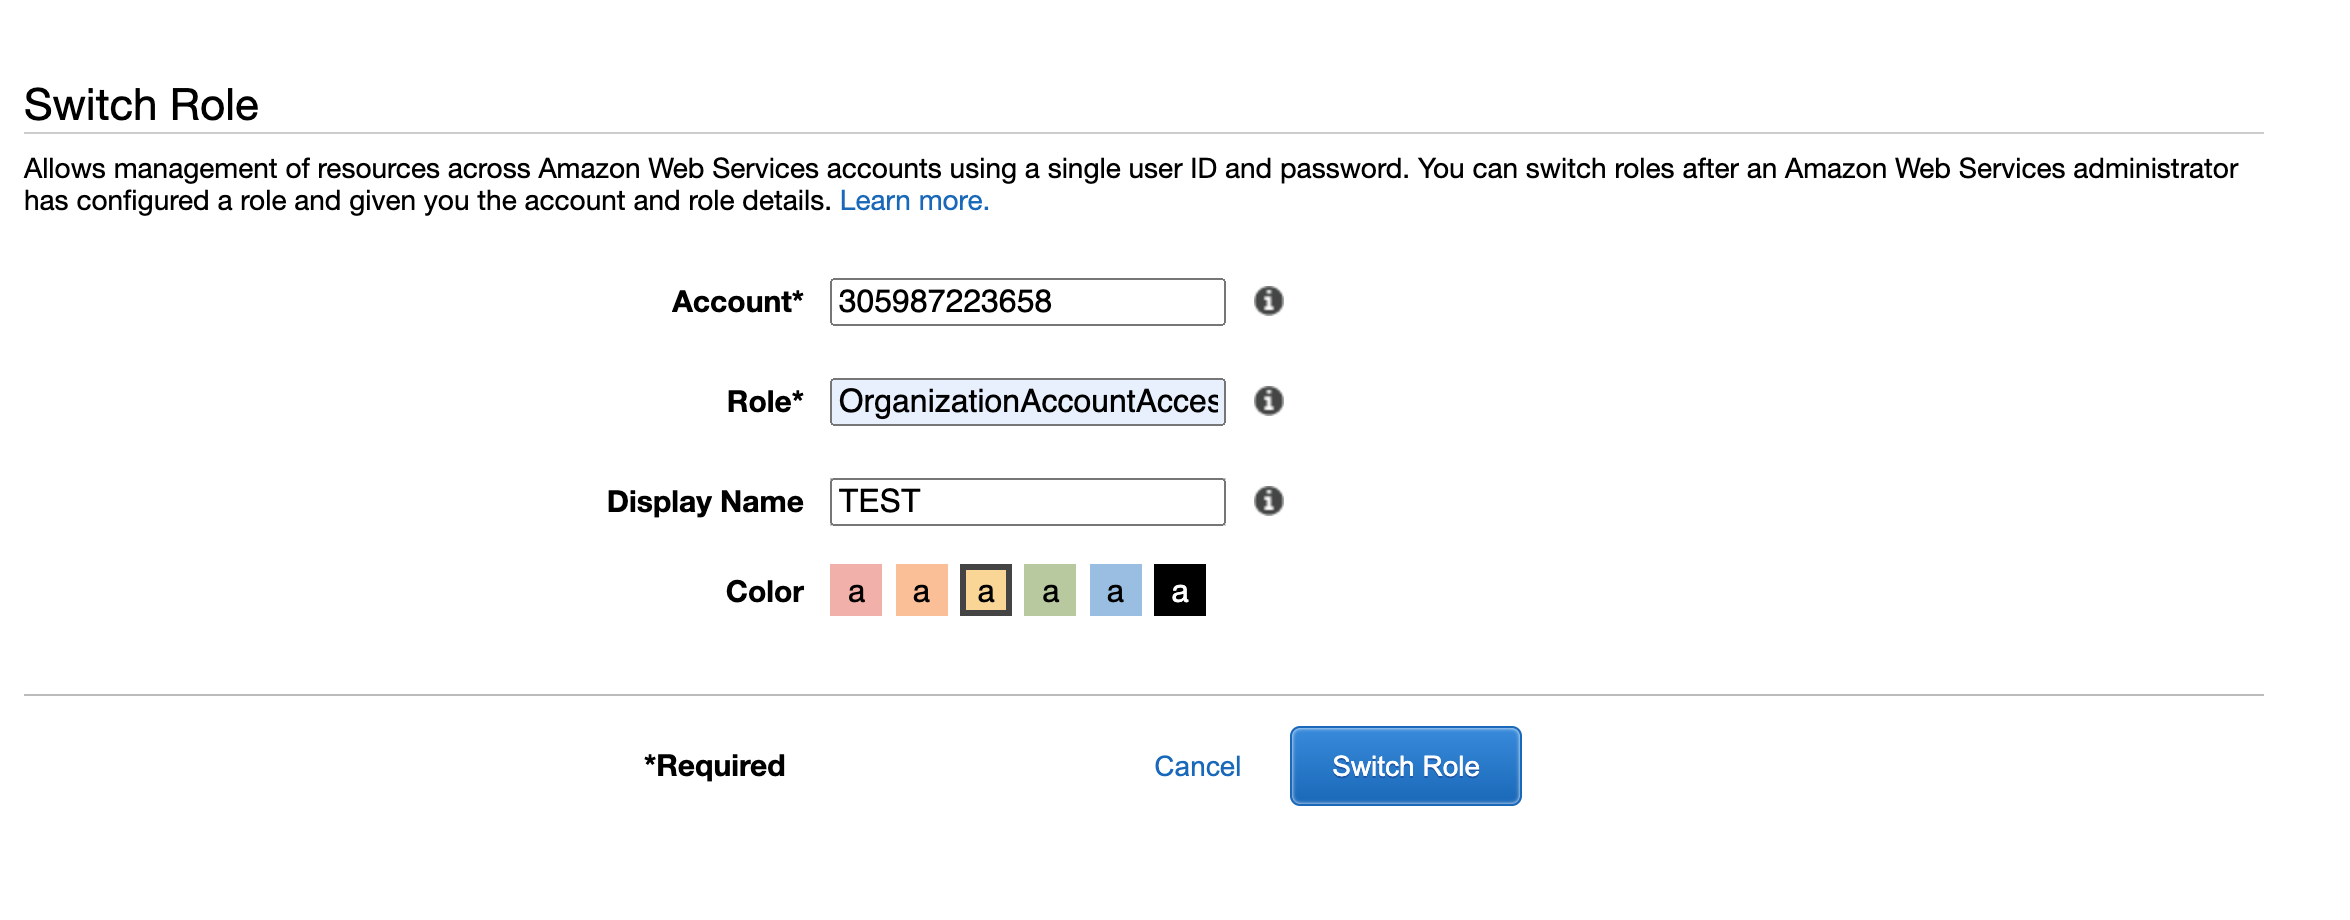 Switch Role
Allows management of resources across Amazon Web Services accounts using a single user ID and password. You can switch roles after an Amazon Web Services administrator
has configured a role and given you the account and role details. Learn more.
Account* 305987223658
Role* OrganizationAccountAcces
Display Name TEST
Color a a a a a a
*Required Cancel Switch Role